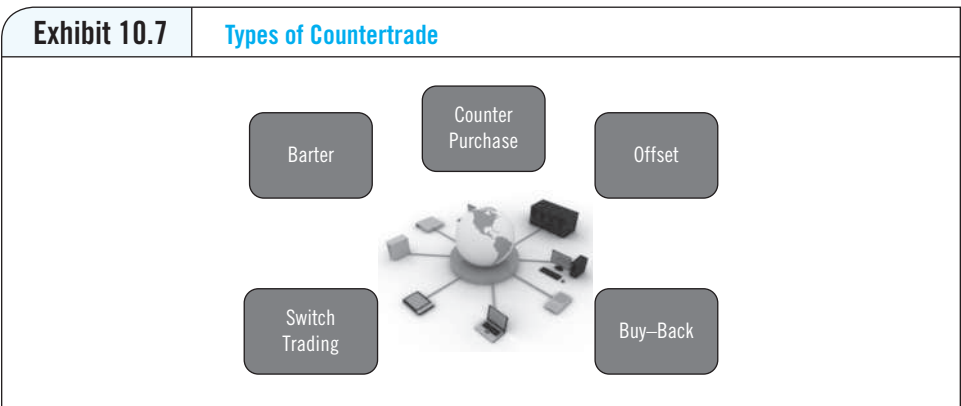 Exhibit 10.7
Types of Countertrade
Counter
Purchase
Barter
Offset
Switch
Trading
Buy–Back